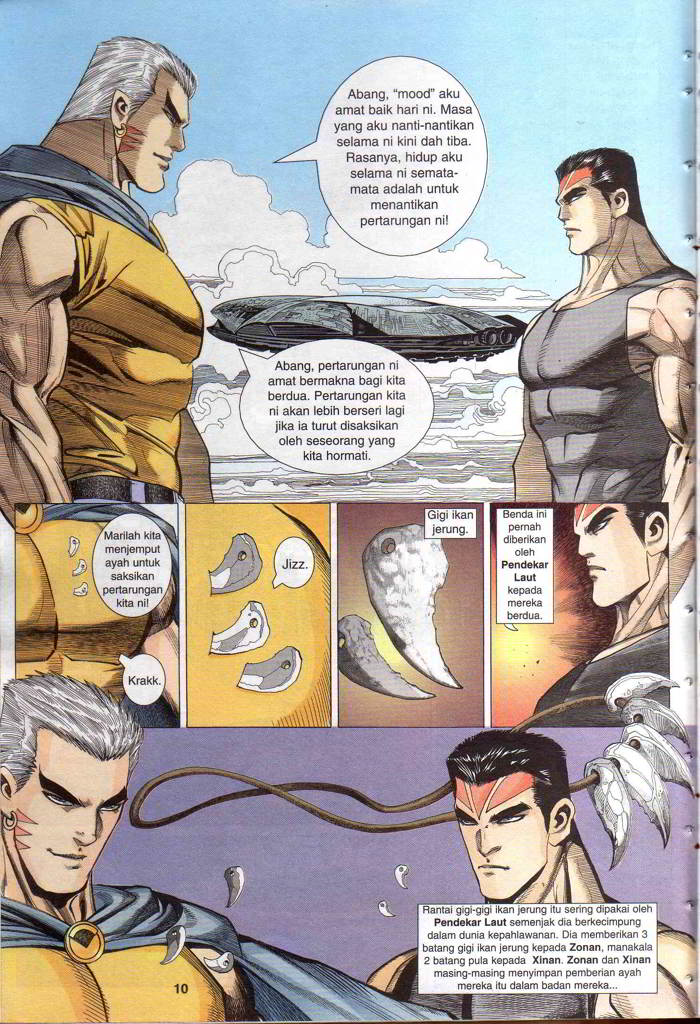 Abang, “mood” aku
amat baik hari ni. Masa
yang aku nanti-nantikan
selama ni kini dah tiba.
Rasanya, hidup aku
selama ni semata-
mata adalah untuk
menantikan
pertarungan ni!
Abang, pertarungan ni
amat bermakna bagi kita
berdua. Pertarungan kita
ni akan lebih berseri lagi
jika ia turut disaksikan
oleh seseorang yang
kita hormati.
Marilah kita
menjemput
ayah untuk
saksikan
pertarungan
kita ni!
Krakk.
Jizz.
Gigi ikan
jerung.
Benda ini
pernah
diberikan
oleh
Pendekar
Laut
kepada
mereka
berdua.
Rantai gigi-gigi ikan jerung itu sering dipakai oleh
Pendekar Laut semenjak dia berkecimpung
dalam dunia kepahlawanan. Dia memberikan 3
batang gigi ikan jerung kepada Zonan, manakala
2 batang pula kepada Xinan. Zonan dan Xinan
masing-masing menyimpan pemberian ayah
mereka itu dalam badan mereka...
10